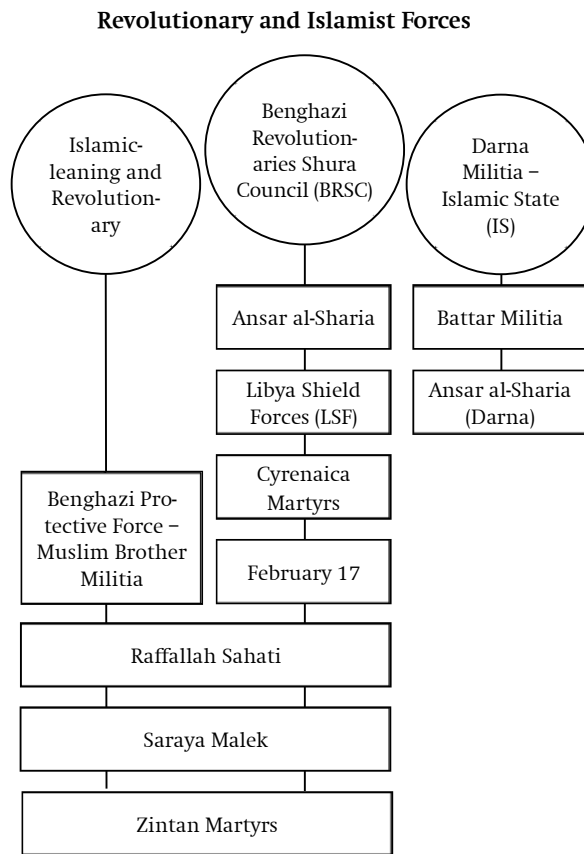 Revolutionary and Islamist Forces
Islamic-
leaning and
Revolution-
ary
Benghazi
Revolution-
aries Shura
Council (BRSC)
Darna
Militia –
Islamic State
(IS)
Ansar al-Sharia
Battar Militia
Libya Shield
Forces (LSF)
Ansar al-Sharia
(Darna)
Cyrenaica
Martyrs
Benghazi Pro-
tective Force –
Muslim Brother
Militia
February 17
Raffallah Sahati
Saraya Malek
Zintan Martyrs